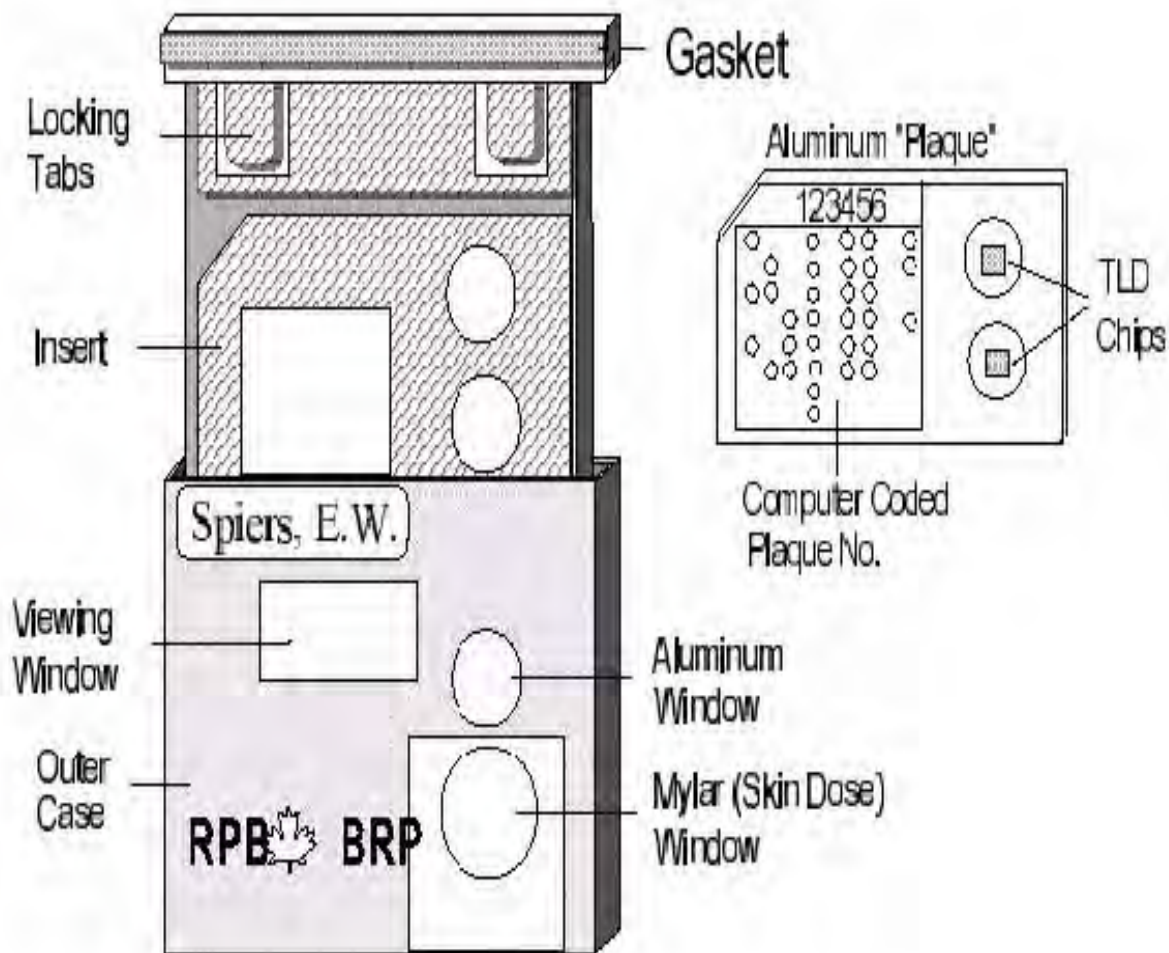 Gasket
Locking
Tabs
Aluminum "Plaque"
123456
TLD
Chips
Insert
Computer Coded
Plaque No.
Spiers, E.W.
Viewing
Window
Aluminum
Window
Outer
Case
Mylar (Skin Dose)
Window
RPB BRP